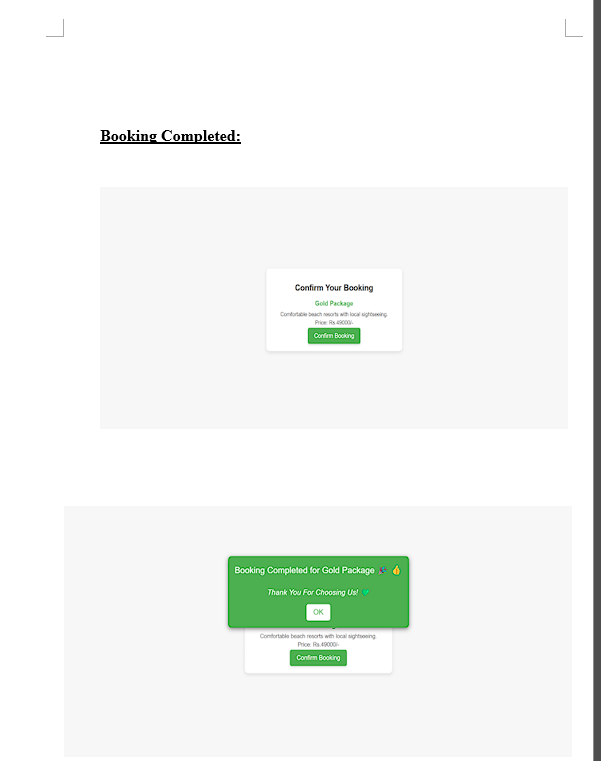 Booking Completed:
Confirm Your Booking
Gold Package
Comfortable beach resorts with local sightseeing.
Price: Rs.49000/-
Confirm Booking
Booking Completed for Gold Package 🎉 👍
Thank You For Choosing Us! 💚
OK
Comfortable beach resorts with local sightseeing.
Price: Rs.49000/-
Confirm Booking